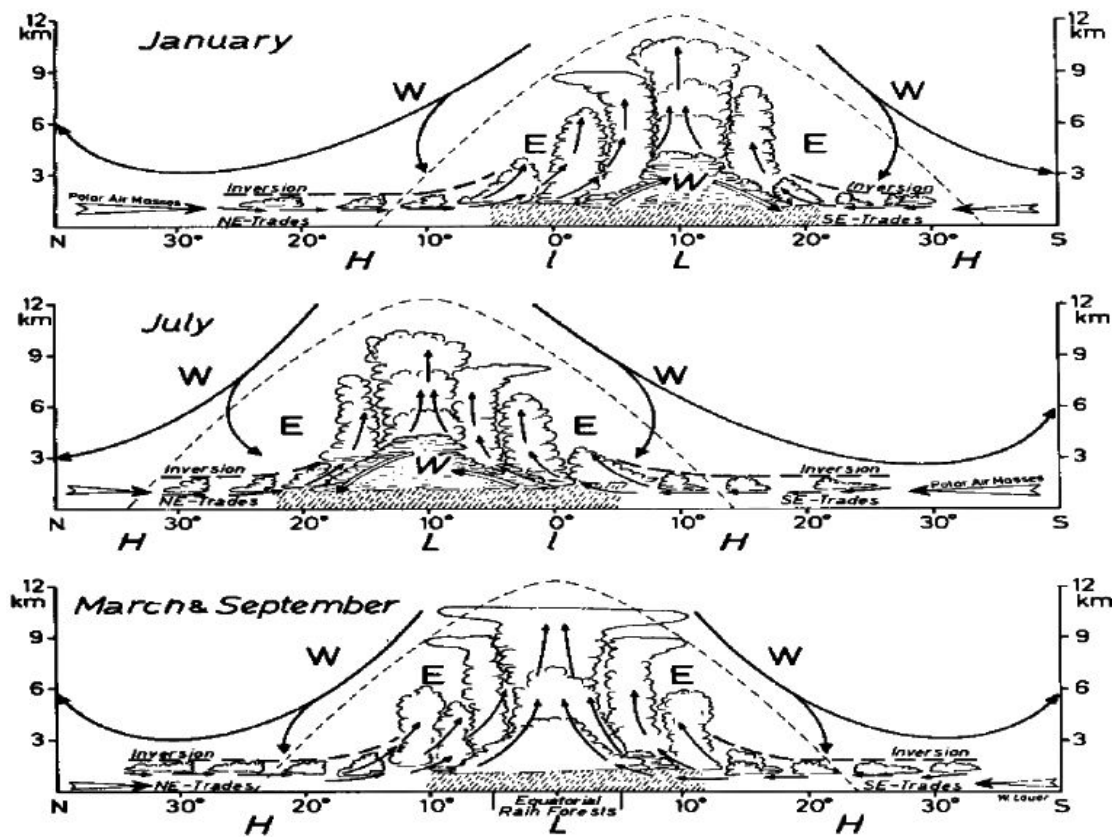 12
km
9
6
3
January
W
E
W
E
W
12
km
9
6
3
Inversion
Polar Air Masses
NE-Trades
Inversion
SE-Trades
N 30° 20° 10° 0° 10° 20° 30° S
H l L H
12
km
9
6
3
July
W
E
W
E
W
12
km
9
6
3
Inversion
NE-Trades
Inversion
SE-Trades
Polar Air Masses
N 30° 20° 10° 0° 10° 20° 30° S
H L l H
12
km
9
6
3
March & September
W
E
E
W
12
km
9
6
3
Inversion
NE-Trades
Inversion
SE-Trades
W. Lauer
N 30° 20° 10° Equatorial 10° 20° 30° S
Rain Forests
H L H